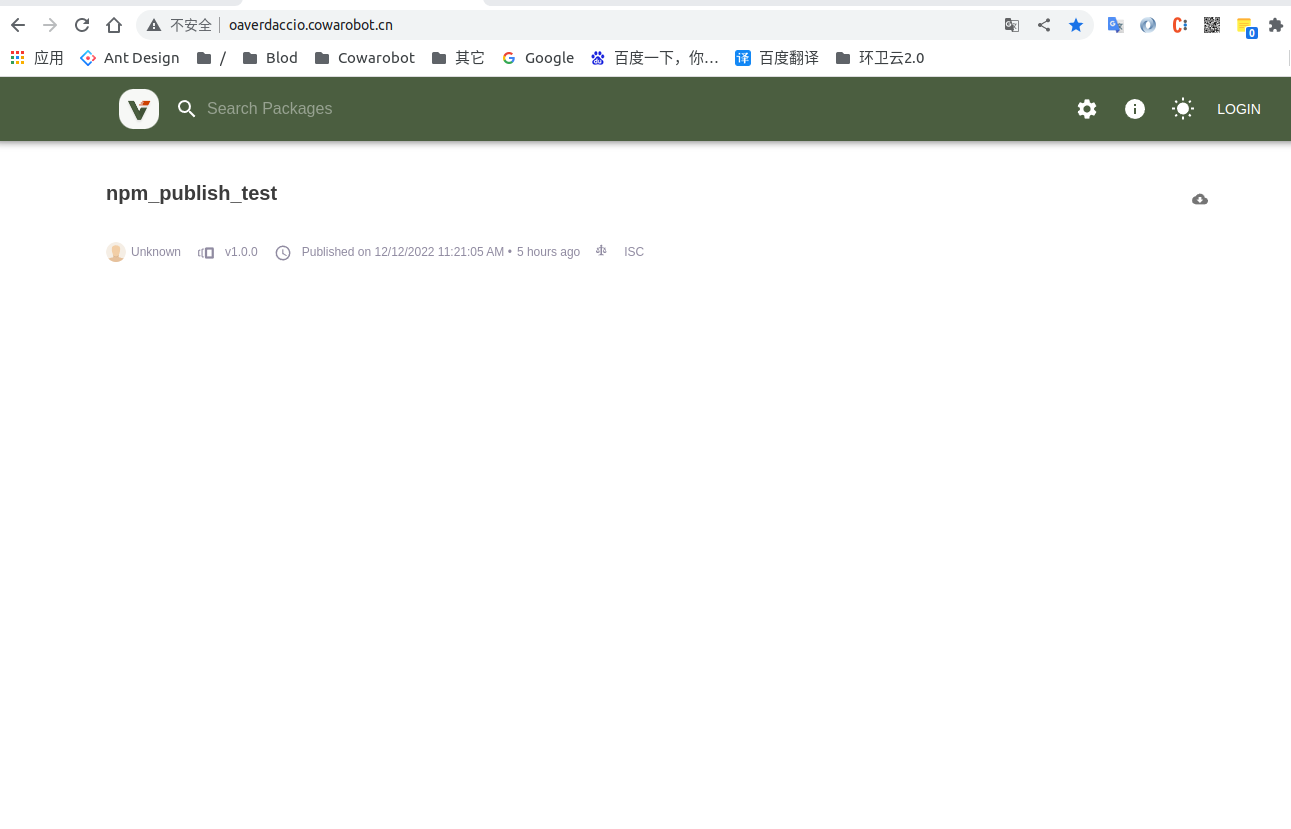 不安全 oaverdaccio.cowarobot.cn 0
应用 Ant Design / Blod Cowarobot 其它 Google 百度一下，你... 译 百度翻译 环卫云2.0
Search Packages LOGIN
npm_publish_test
Unknown v1.0.0 Published on 12/12/2022 11:21:05 AM • 5 hours ago ISC